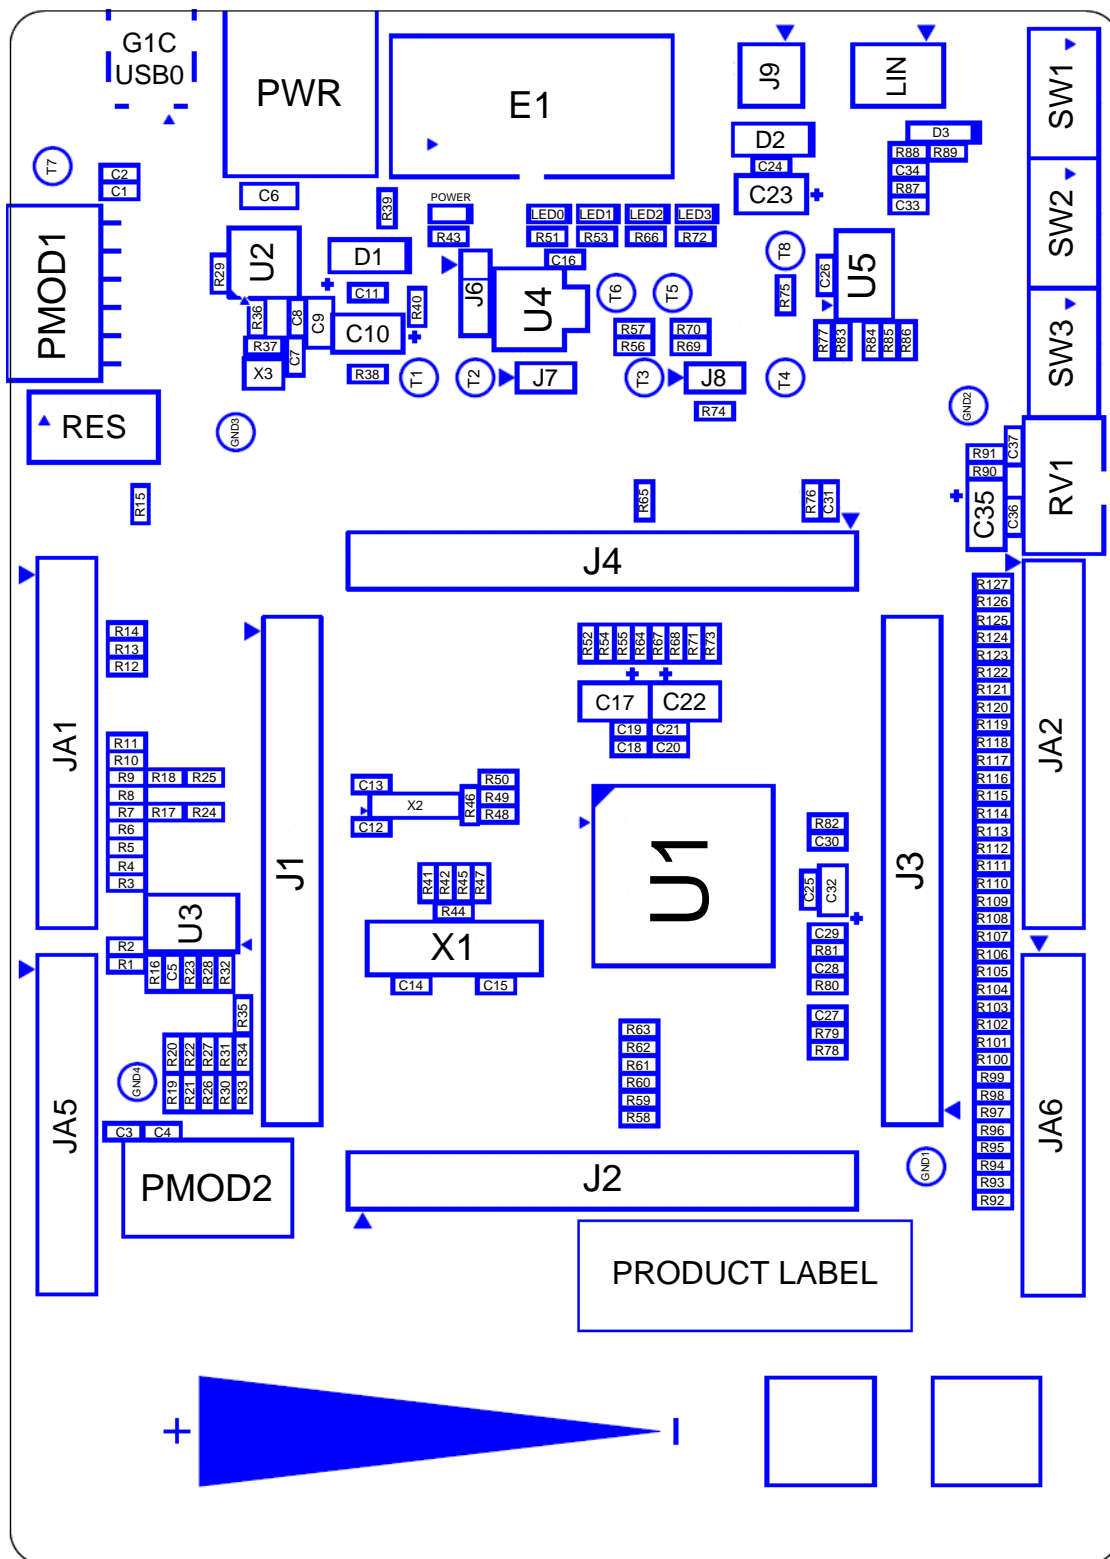 G1C
USB0
PWR
E1
J9
LIN
SW1
T7
C2
C1
C6
R39
POWER
R43
LED0
LED1
LED2
LED3
R51
R53
R66
R72
D2
C24
C23
D3
R88
R89
C34
R87
C33
SW2
PMOD1
R29
U2
D1
C11
R40
J6
C16
U4
T6
T5
T8
R75
C26
U5
SW3
R36
C8
C9
C10
R37
C7
X3
R38
T1
T2
J7
R57
R56
R70
R69
T3
J8
T4
R74
R77
R83
R84
R85
R86
RES
GND3
GND2
R91
R90
C37
RV1
C35
C36
R15
R65
R76
C31
J4
JA1
R14
R13
R12
R11
R10
R9
R18
R25
R8
R7
R17
R24
R6
R5
R4
R3
U3
R2
R1
R16
C5
R23
R28
R32
R35
R20
R22
R27
R31
R34
R19
R21
R26
R30
R33
GND4
JA5
C3
C4
PMOD2
J1
R52
R54
R55
R64
R67
R68
R71
R73
C17
C22
C19
C21
C18
C20
C13
X2
C12
R46
R50
R49
R48
R41
R42
R45
R47
R44
X1
C14
C15
U1
R82
C30
C25
C32
C29
R81
C28
R80
C27
R79
R78
R63
R62
R61
R60
R59
R58
J3
J2
GND1
R127
R126
R125
R124
R123
R122
R121
R120
R119
R118
R117
R116
R115
R114
R113
R112
R111
R110
R109
R108
R107
R106
R105
R104
R103
R102
R101
R100
R99
R98
R97
R96
R95
R94
R93
R92
JA2
JA6
PRODUCT LABEL
+
−